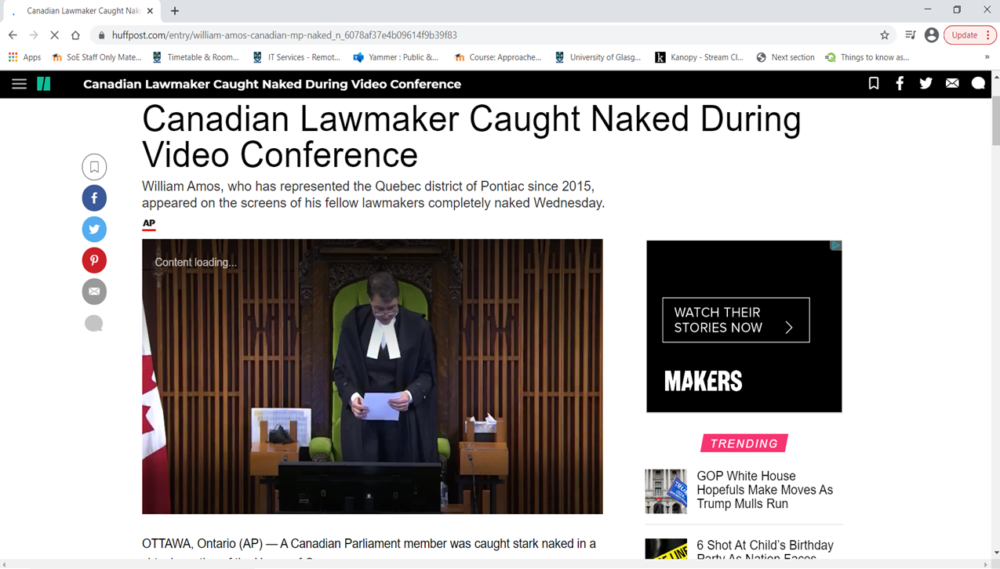 Canadian Lawmaker Caught Nak
huffpost.com/entry/william-amos-canadian-mp-naked_n_6078af37e4b09614f9b39f83
Update
Apps
SoE Staff Only Mate...
Timetable & Room...
IT Services - Remot...
Yammer : Public &...
Course: Approache...
University of Glasg...
Kanopy - Stream Cl...
Next section
Things to know as...
»
Canadian Lawmaker Caught Naked During Video Conference
Canadian Lawmaker Caught Naked During
Video Conference
William Amos, who has represented the Quebec district of Pontiac since 2015,
appeared on the screens of his fellow lawmakers completely naked Wednesday.
AP
Content loading...
WATCH THEIR
STORIES NOW
MAKERS
TRENDING
GOP White House
Hopefuls Make Moves As
Trump Mulls Run
6 Shot At Child's Birthday
Party As Nation Faces
OTTAWA, Ontario (AP) — A Canadian Parliament member was caught stark naked in a